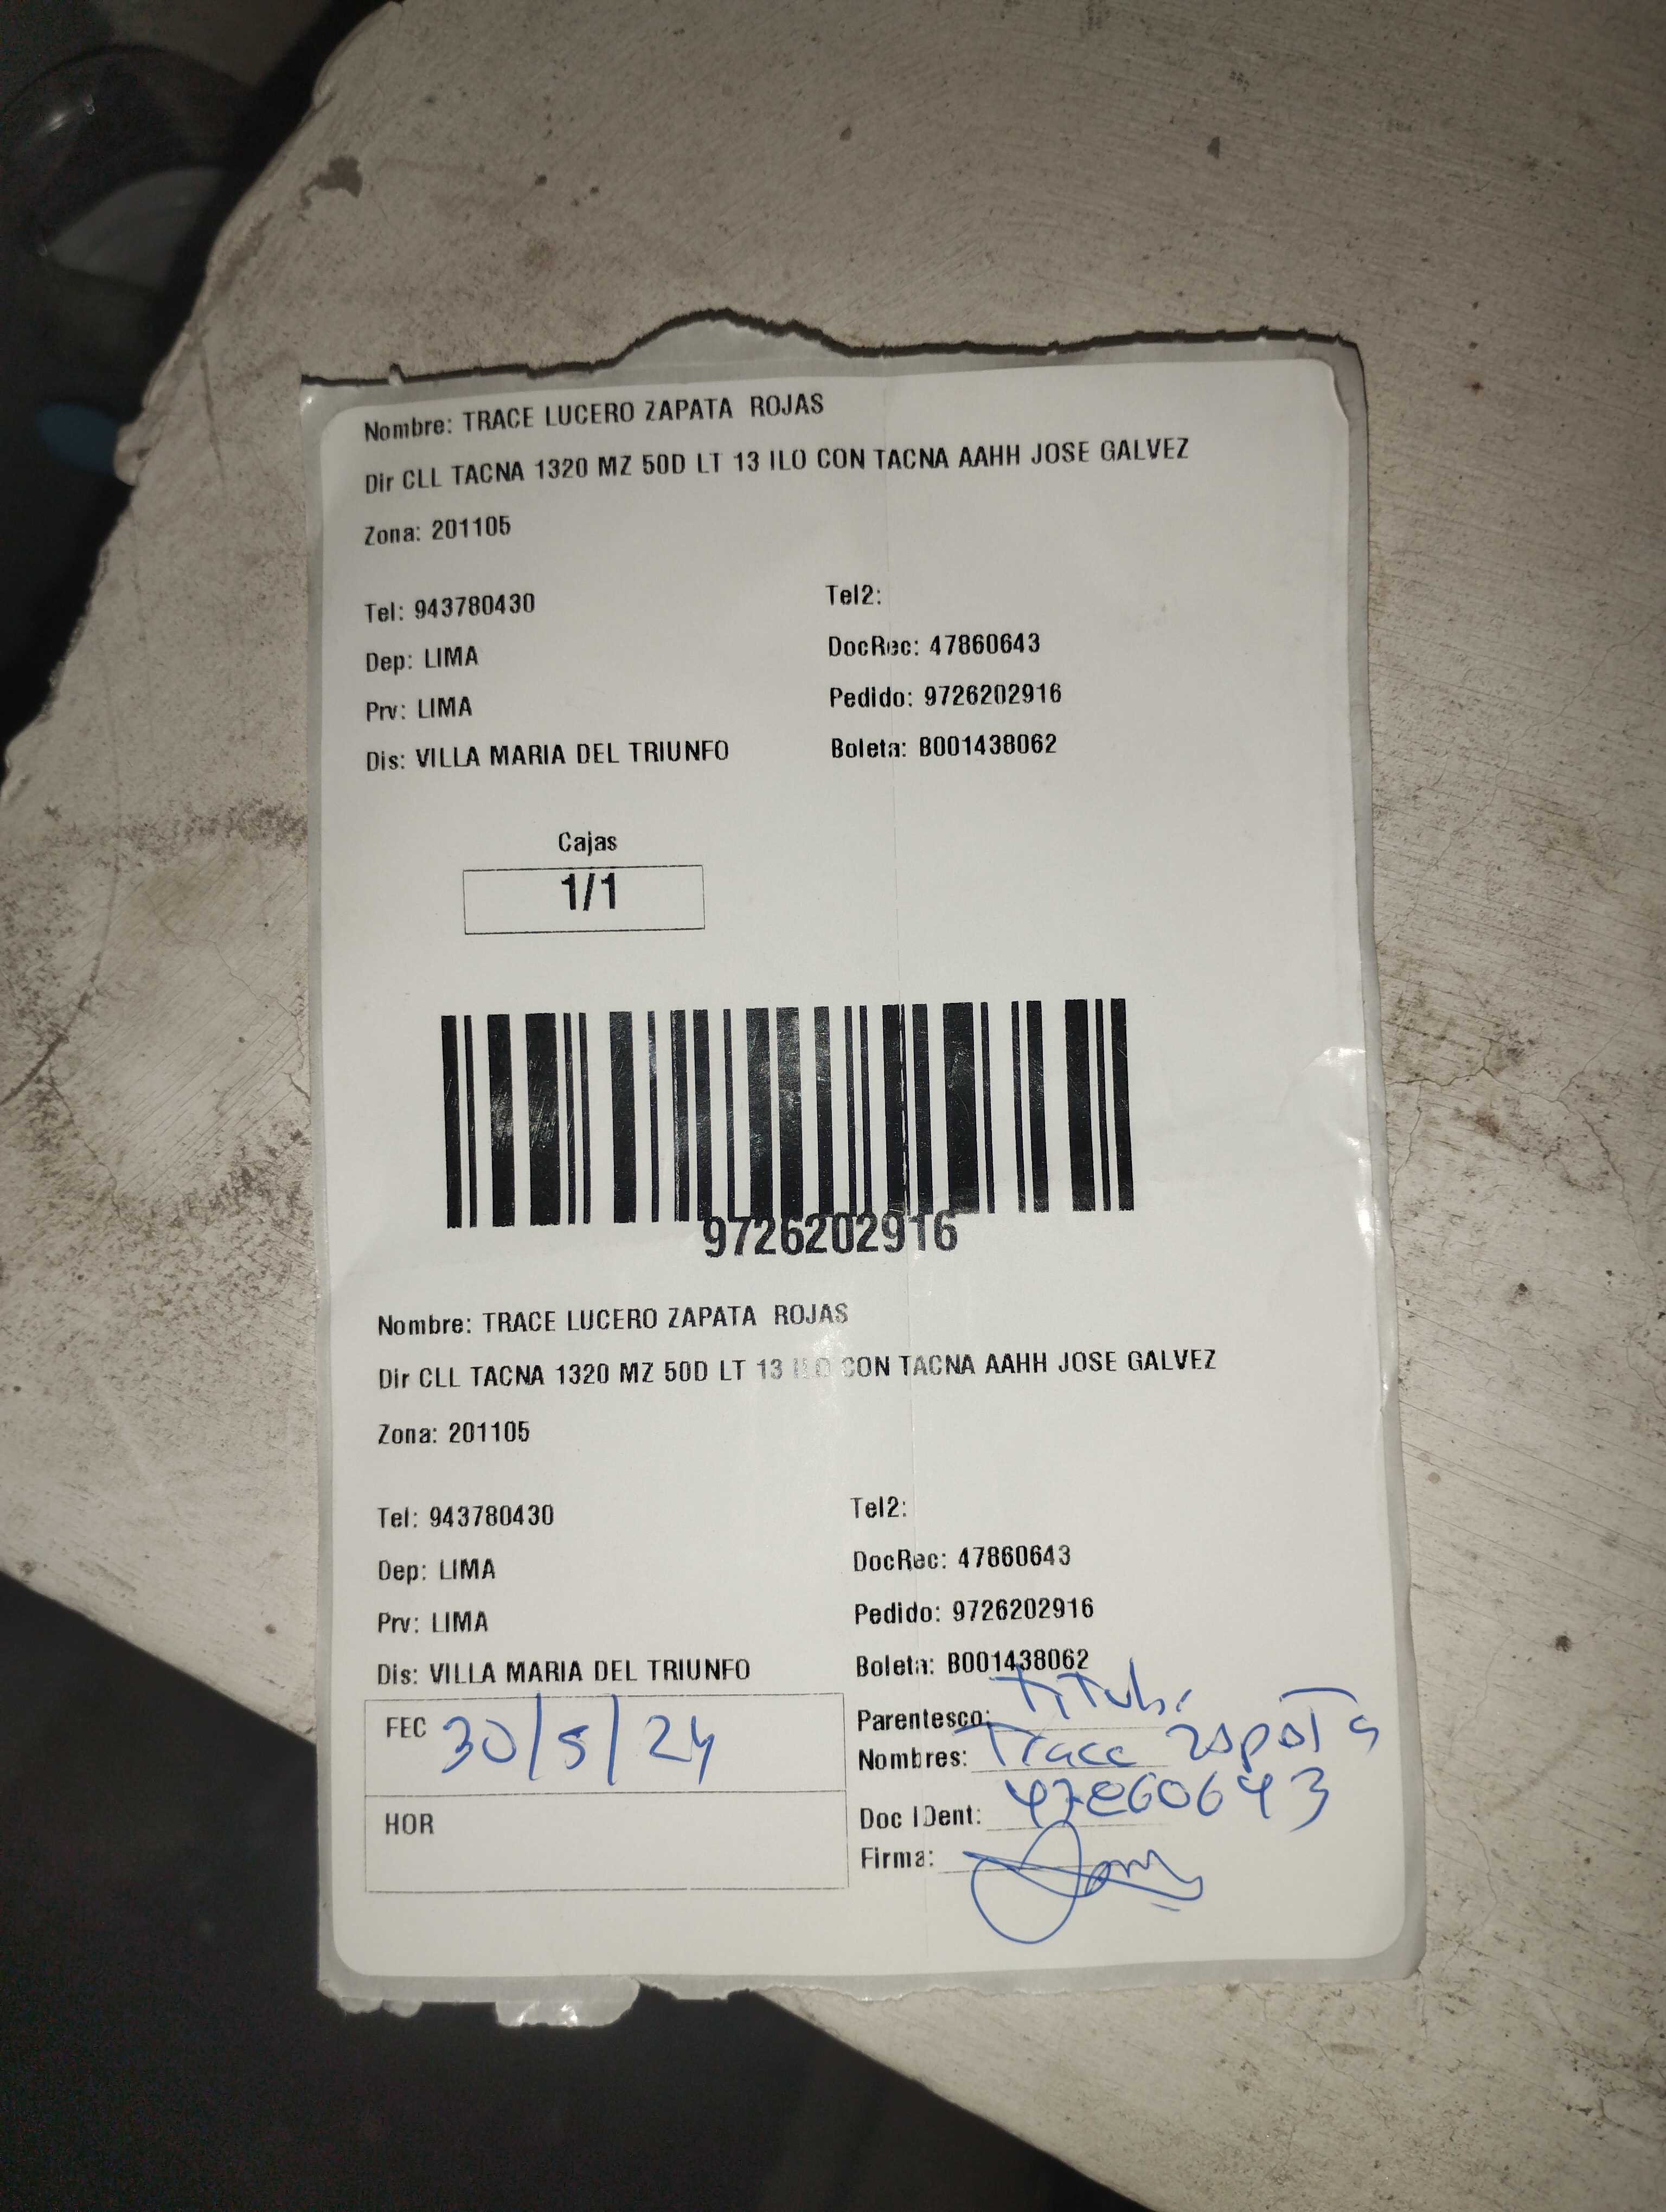 Nombre: TRACE LUCERO ZAPATA ROJAS
Dir CLL TACNA 1320 MZ 50D LT 13 ILO CON TACNA AAHH JOSE GALVEZ
Zona: 201105
Tel: 943780430 Tel2:
Dep: LIMA DocRec: 47860643
Prv: LIMA Pedido: 9726202916
Dis: VILLA MARIA DEL TRIUNFO Boleta: B001438062
Cajas
1/1
9726202916
Nombre: TRACE LUCERO ZAPATA ROJAS
Dir CLL TACNA 1320 MZ 50D LT 13 ILO CON TACNA AAHH JOSE GALVEZ
Zona: 201105
Tel: 943780430 Tel2:
Dep: LIMA DocRec: 47860643
Prv: LIMA Pedido: 9726202916
Dis: VILLA MARIA DEL TRIUNFO Boleta: B001438062
FEC 30/5/24 Parentesco:
Nombres: Trace Zapata
HOR Doc IDent: 47860643
Firma: